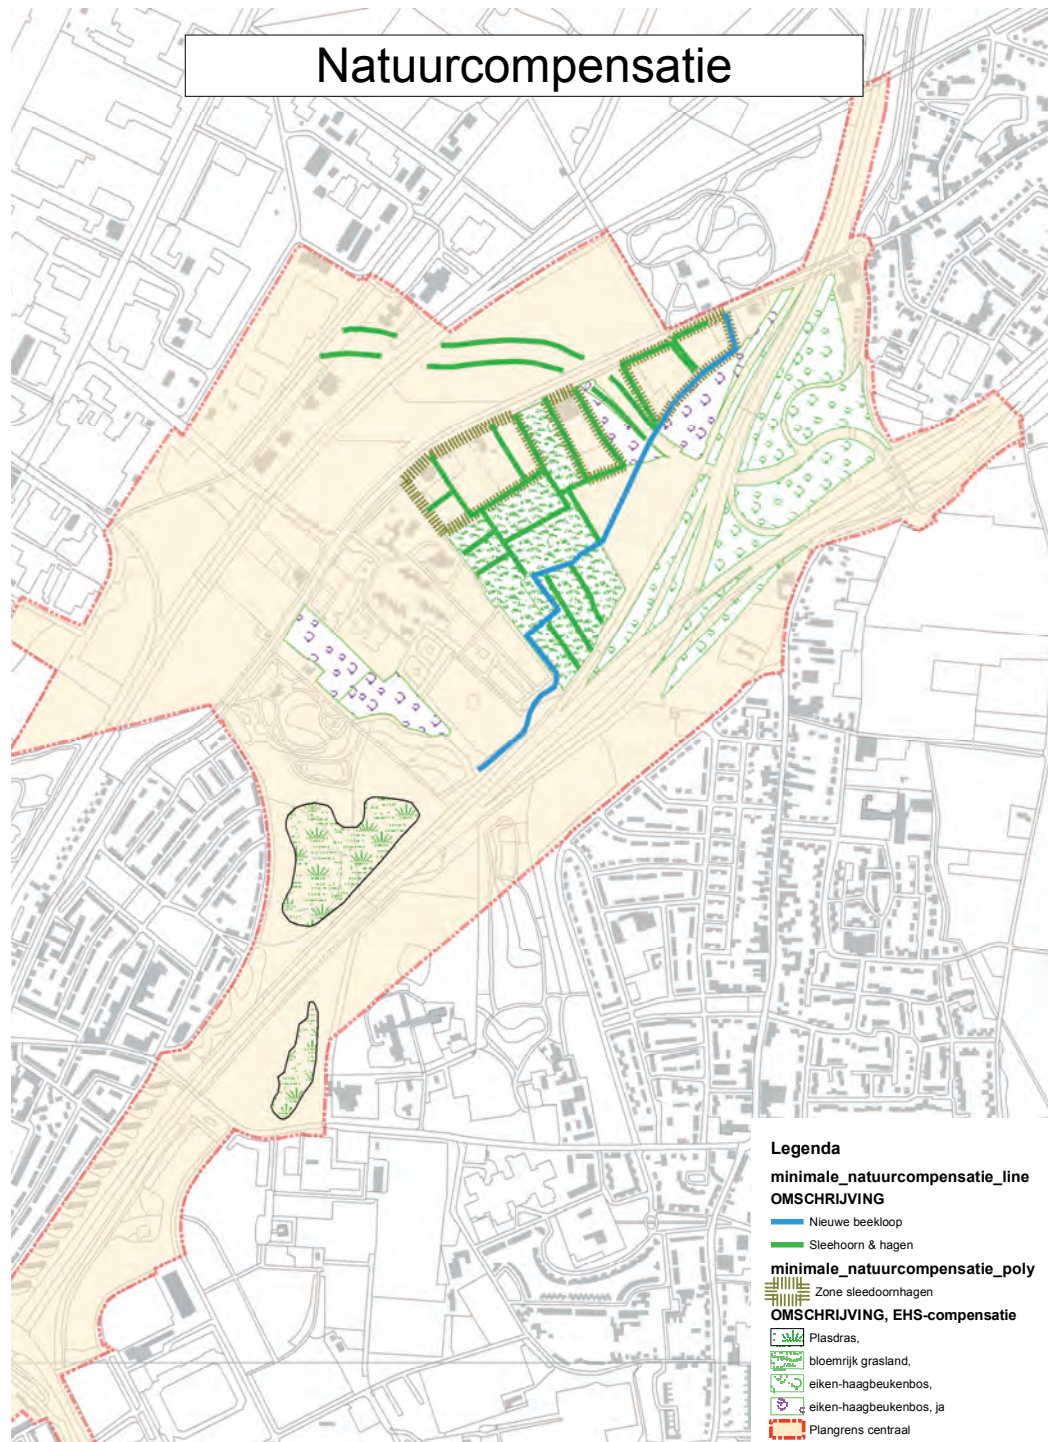 Natuurcompensatie
Legenda
minimale_natuurcompensatie_line
OMSCHRIJVING
Nieuwe beekloop
Sleehoorn & hagen
minimale_natuurcompensatie_poly
Zone sleedoornhagen
OMSCHRIJVING, EHS-compensatie
Plasdras,
bloemrijk grasland,
eiken-haagbeukenbos,
eiken-haagbeukenbos, ja
Plangrens centraal